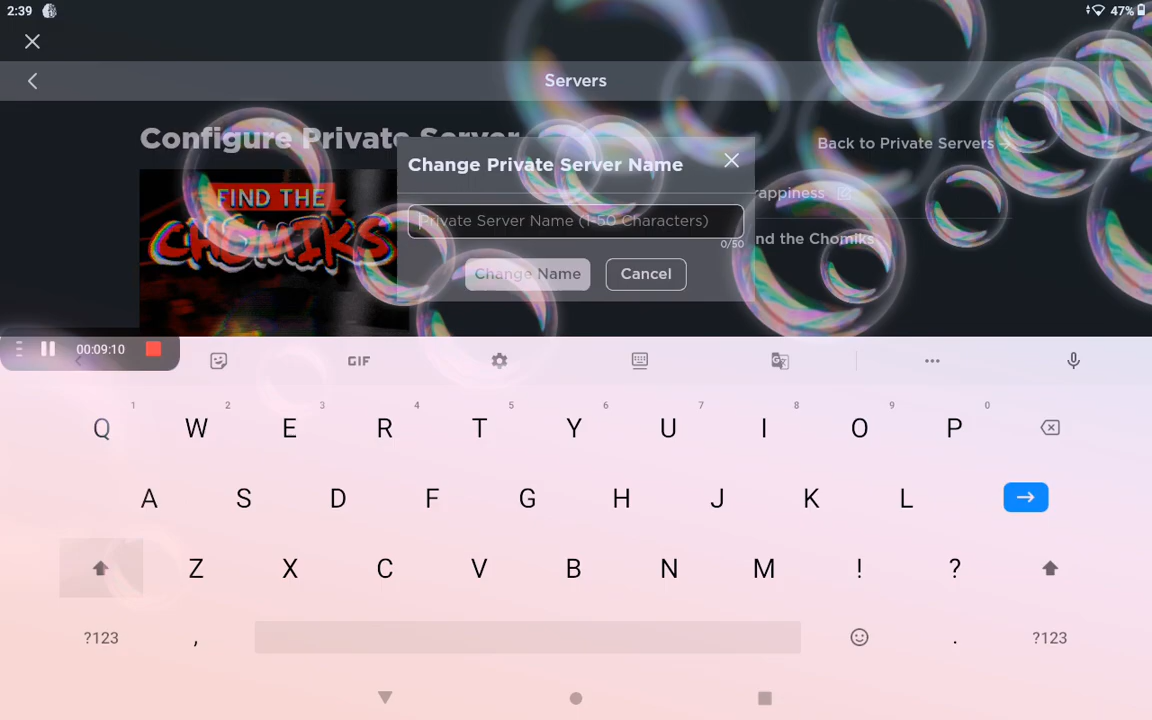 2:39
47%
Servers
Configure Private Server
Back to Private Servers →
Change Private Server Name
rappiness
FIND THE
CHOMIKS
Private Server Name (1-50 Characters)
0/50
nd the Chomiks
Change Name
Cancel
00:09:10
GIF
1 2 3 4 5 6 7 8 9 0
Q W E R T Y U I O P
A S D F G H J K L
Z X C V B N M ! ?
?123 , . ?123